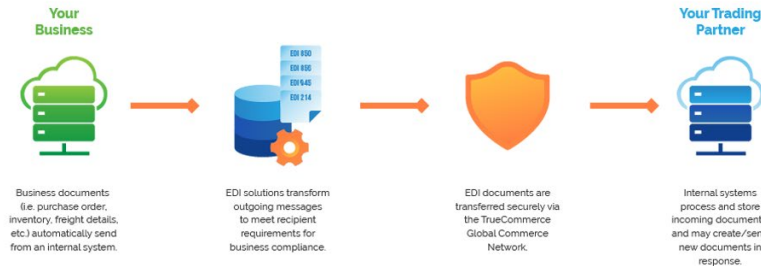 Your
Business
Your Trading
Partner
EDI 850
EDI 856
EDI 945
EDI 214
Business documents
(i.e. purchase order,
inventory, freight details,
etc.) automatically send
from an internal system.
EDI solutions transform
outgoing messages
to meet recipient
requirements for
business compliance.
EDI documents are
transferred securely via
the TrueCommerce
Global Commerce
Network.
Internal systems
process and store
incoming document
and may create/sen
new documents in
response.